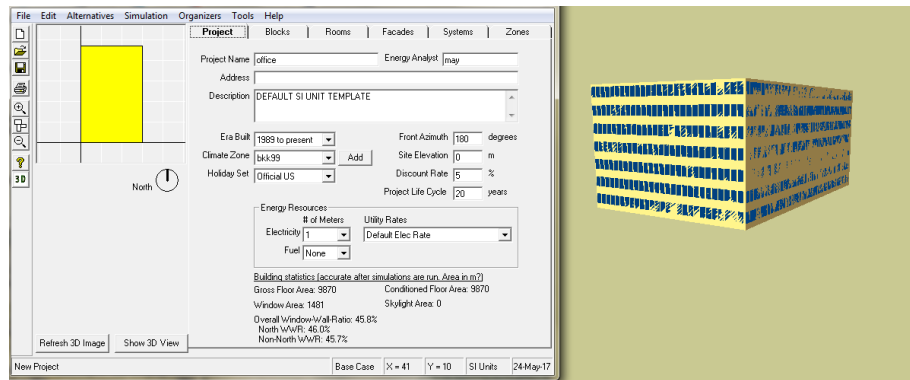 File Edit Alternatives Simulation Organizers Tools Help
Project Blocks Rooms Facades Systems Zones
Project Name office Energy Analyst may
Address
Description DEFAULT SI UNIT TEMPLATE
Era Built 1989 to present Front Azimuth 180 degrees
Climate Zone bkk99 Add Site Elevation 0 m
Holiday Set Official US Discount Rate 5 %
Project Life Cycle 20 years
North
Energy Resources
# of Meters Utility Rates
Electricity 1 Default Elec Rate
Fuel None
Building statistics (accurate after simulations are run. Area in m?)
Gross Floor Area: 9870 Conditioned Floor Area: 9870
Window Area: 1481 Skylight Area: 0
Overall Window-Wall-Ratio: 45.8%
North WWR: 46.0%
Non-North WWR: 45.7%
Refresh 3D Image Show 3D View
New Project Base Case X = 41 Y = 10 SI Units 24-May-17
? 
3D